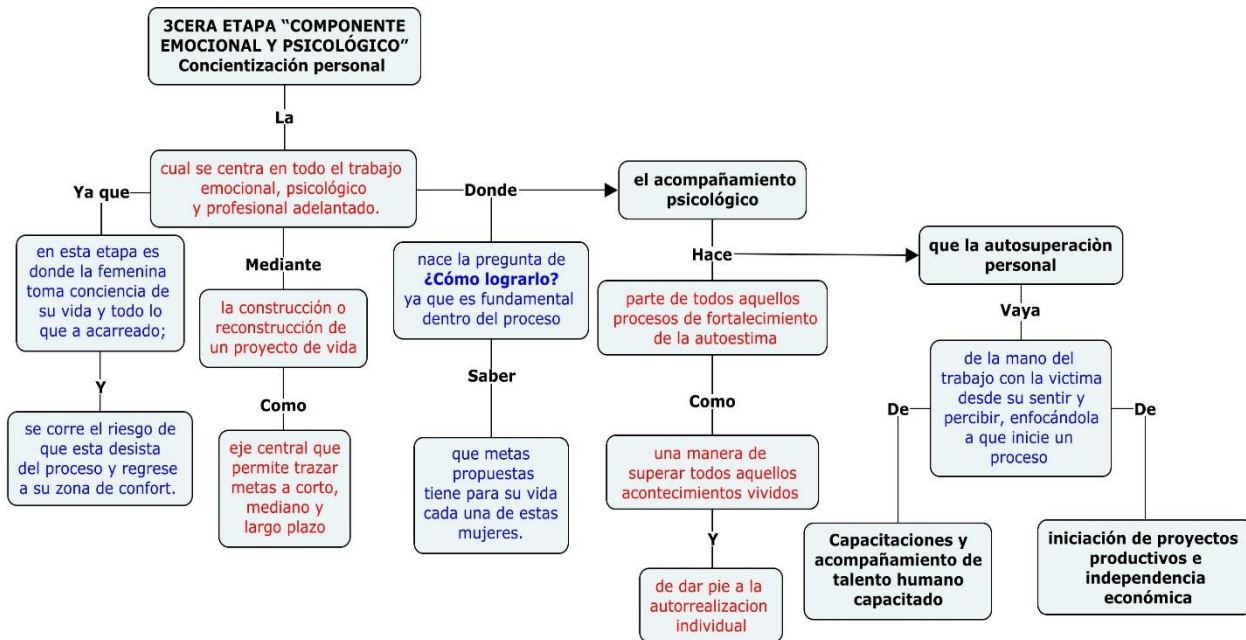 3CERA ETAPA “COMPONENTE
EMOCIONAL Y PSICOLÓGICO”
Concientización personal
La
cual se centra en todo el trabajo
emocional, psicológico
y profesional adelantado.
Ya que
en esta etapa es
donde la femenina
toma conciencia de
su vida y todo lo
que a acarreado;
Y
se corre el riesgo de
que esta desista
del proceso y regrese
a su zona de confort.
Mediante
la construcción o
reconstrucción de
un proyecto de vida
Como
eje central que
permite trazar
metas a corto,
mediano y
largo plazo
Donde
nace la pregunta de
¿Cómo lograrlo?
ya que es fundamental
dentro del proceso
Saber
que metas
propuestas
tiene para su vida
cada una de estas
mujeres.
el acompañamiento
psicológico
Hace
parte de todos aquellos
procesos de fortalecimiento
de la autoestima
Como
una manera de
superar todos aquellos
acontecimientos vividos
Y
de dar pie a la
autorrealizacion
individual
que la autosuperaciòn
personal
Vaya
de la mano del
trabajo con la victima
desde su sentir y
percibir, enfocándola
a que inicie un
proceso
De
Capacitaciones y
acompañamiento de
talento humano
capacitado
De
iniciación de proyectos
productivos e
independencia
económica